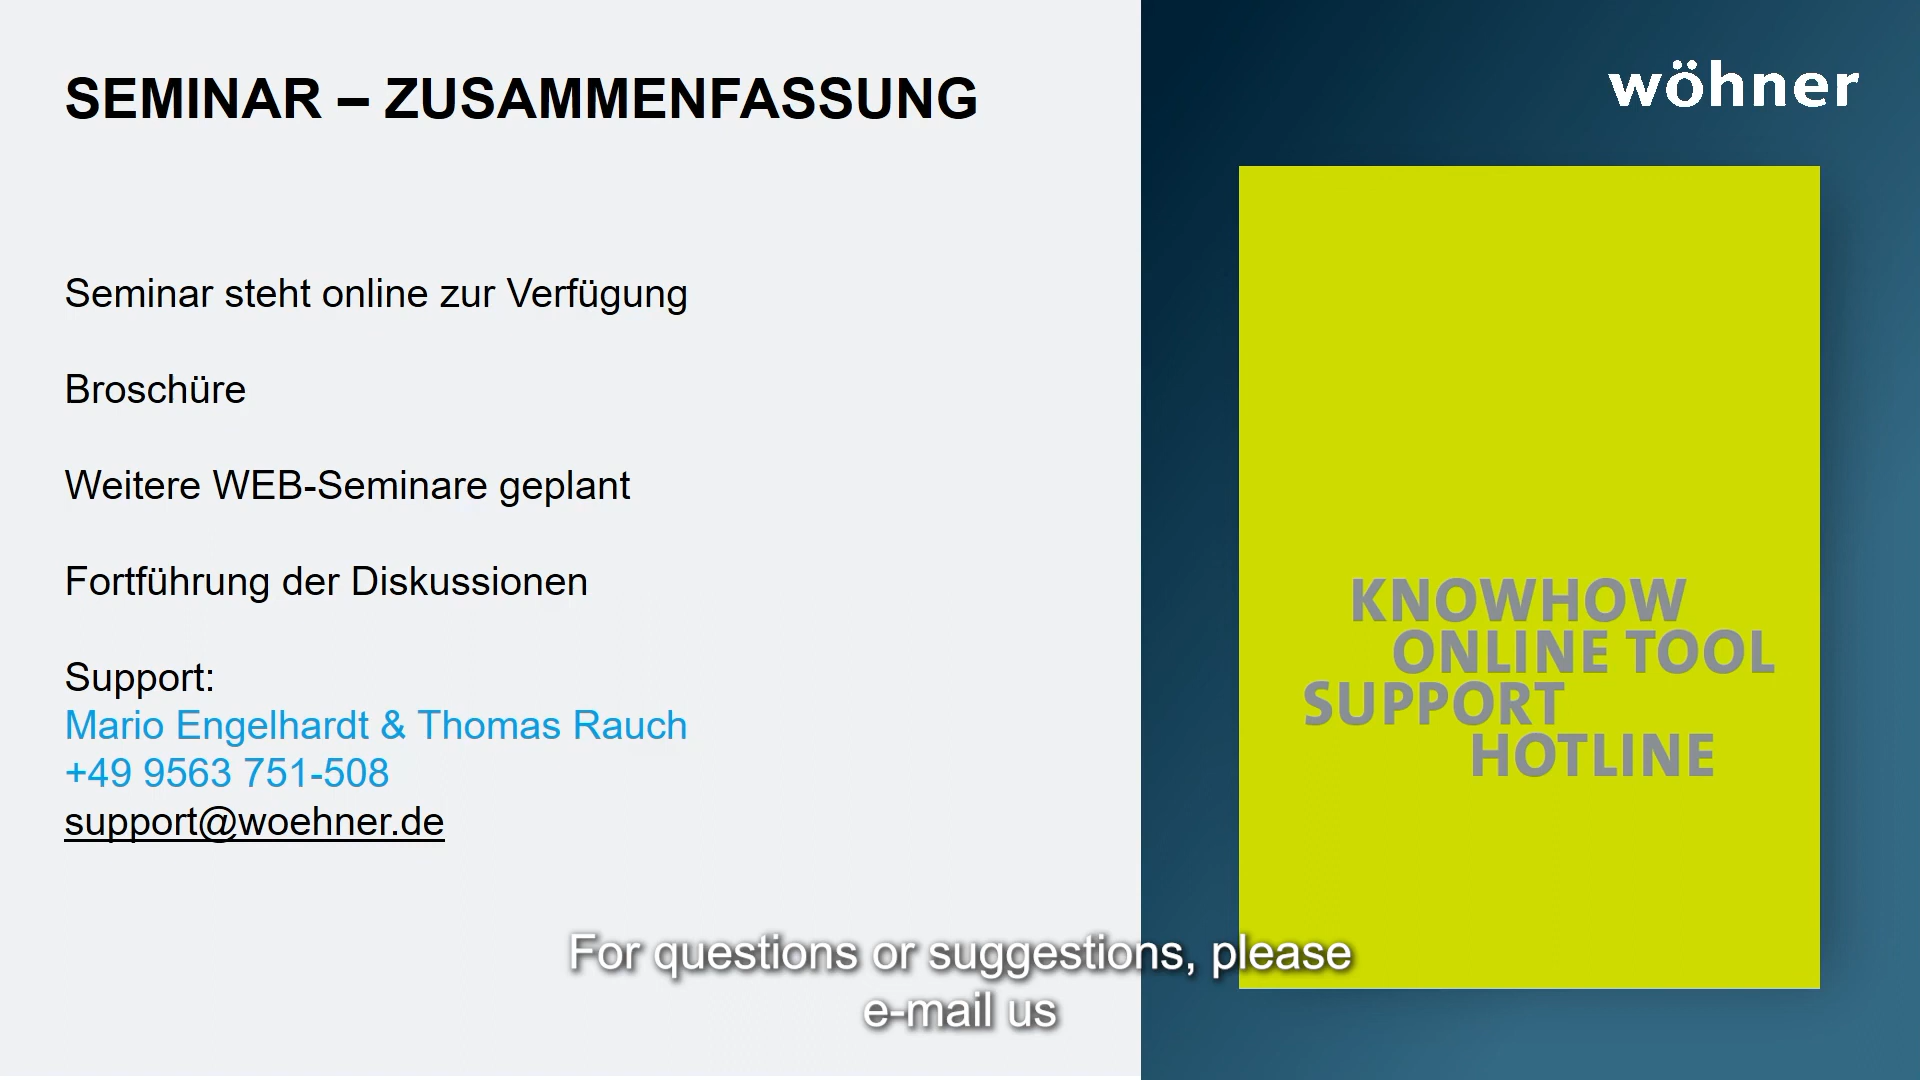 SEMINAR – ZUSAMMENFASSUNG
wöhner
Seminar steht online zur Verfügung
Broschüre
Weitere WEB-Seminare geplant
Fortführung der Diskussionen
Support:
Mario Engelhardt & Thomas Rauch
+49 9563 751-508
support@woehner.de
KNOWHOW
ONLINE TOOL
SUPPORT
HOTLINE
For questions or suggestions, please
e-mail us